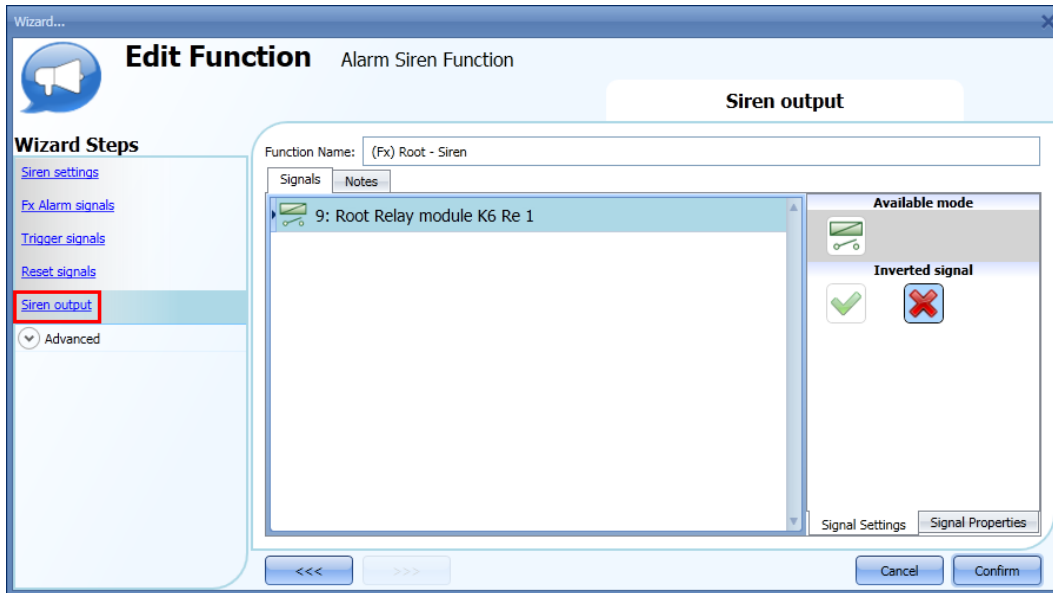 Wizard...
Edit Function Alarm Siren Function
Siren output
Wizard Steps
Siren settings
Fx Alarm signals
Trigger signals
Reset signals
Siren output
Advanced
Function Name: (Fx) Root - Siren
Signals Notes
9: Root Relay module K6 Re 1
Available mode
Inverted signal
Signal Settings Signal Properties
<<< >>> Cancel Confirm